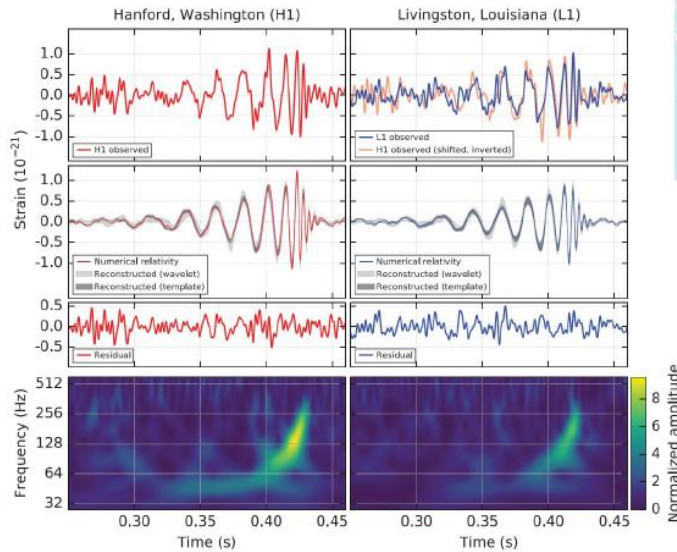 Hanford, Washington (H1)
Livingston, Louisiana (L1)
Strain (10⁻²¹)
1.0
0.5
0.0
-0.5
-1.0
H1 observed
L1 observed
H1 observed (shifted, inverted)
1.0
0.5
0.0
-0.5
-1.0
Numerical relativity
Reconstructed (wavelet)
Reconstructed (template)
Numerical relativity
Reconstructed (wavelet)
Reconstructed (template)
0.5
0.0
-0.5
Residual
Residual
Frequency (Hz)
512
256
128
64
32
0.30
0.35
0.40
0.45
Time (s)
0.30
0.35
0.40
0.45
Time (s)
8
6
4
2
0
Normalized amplitude